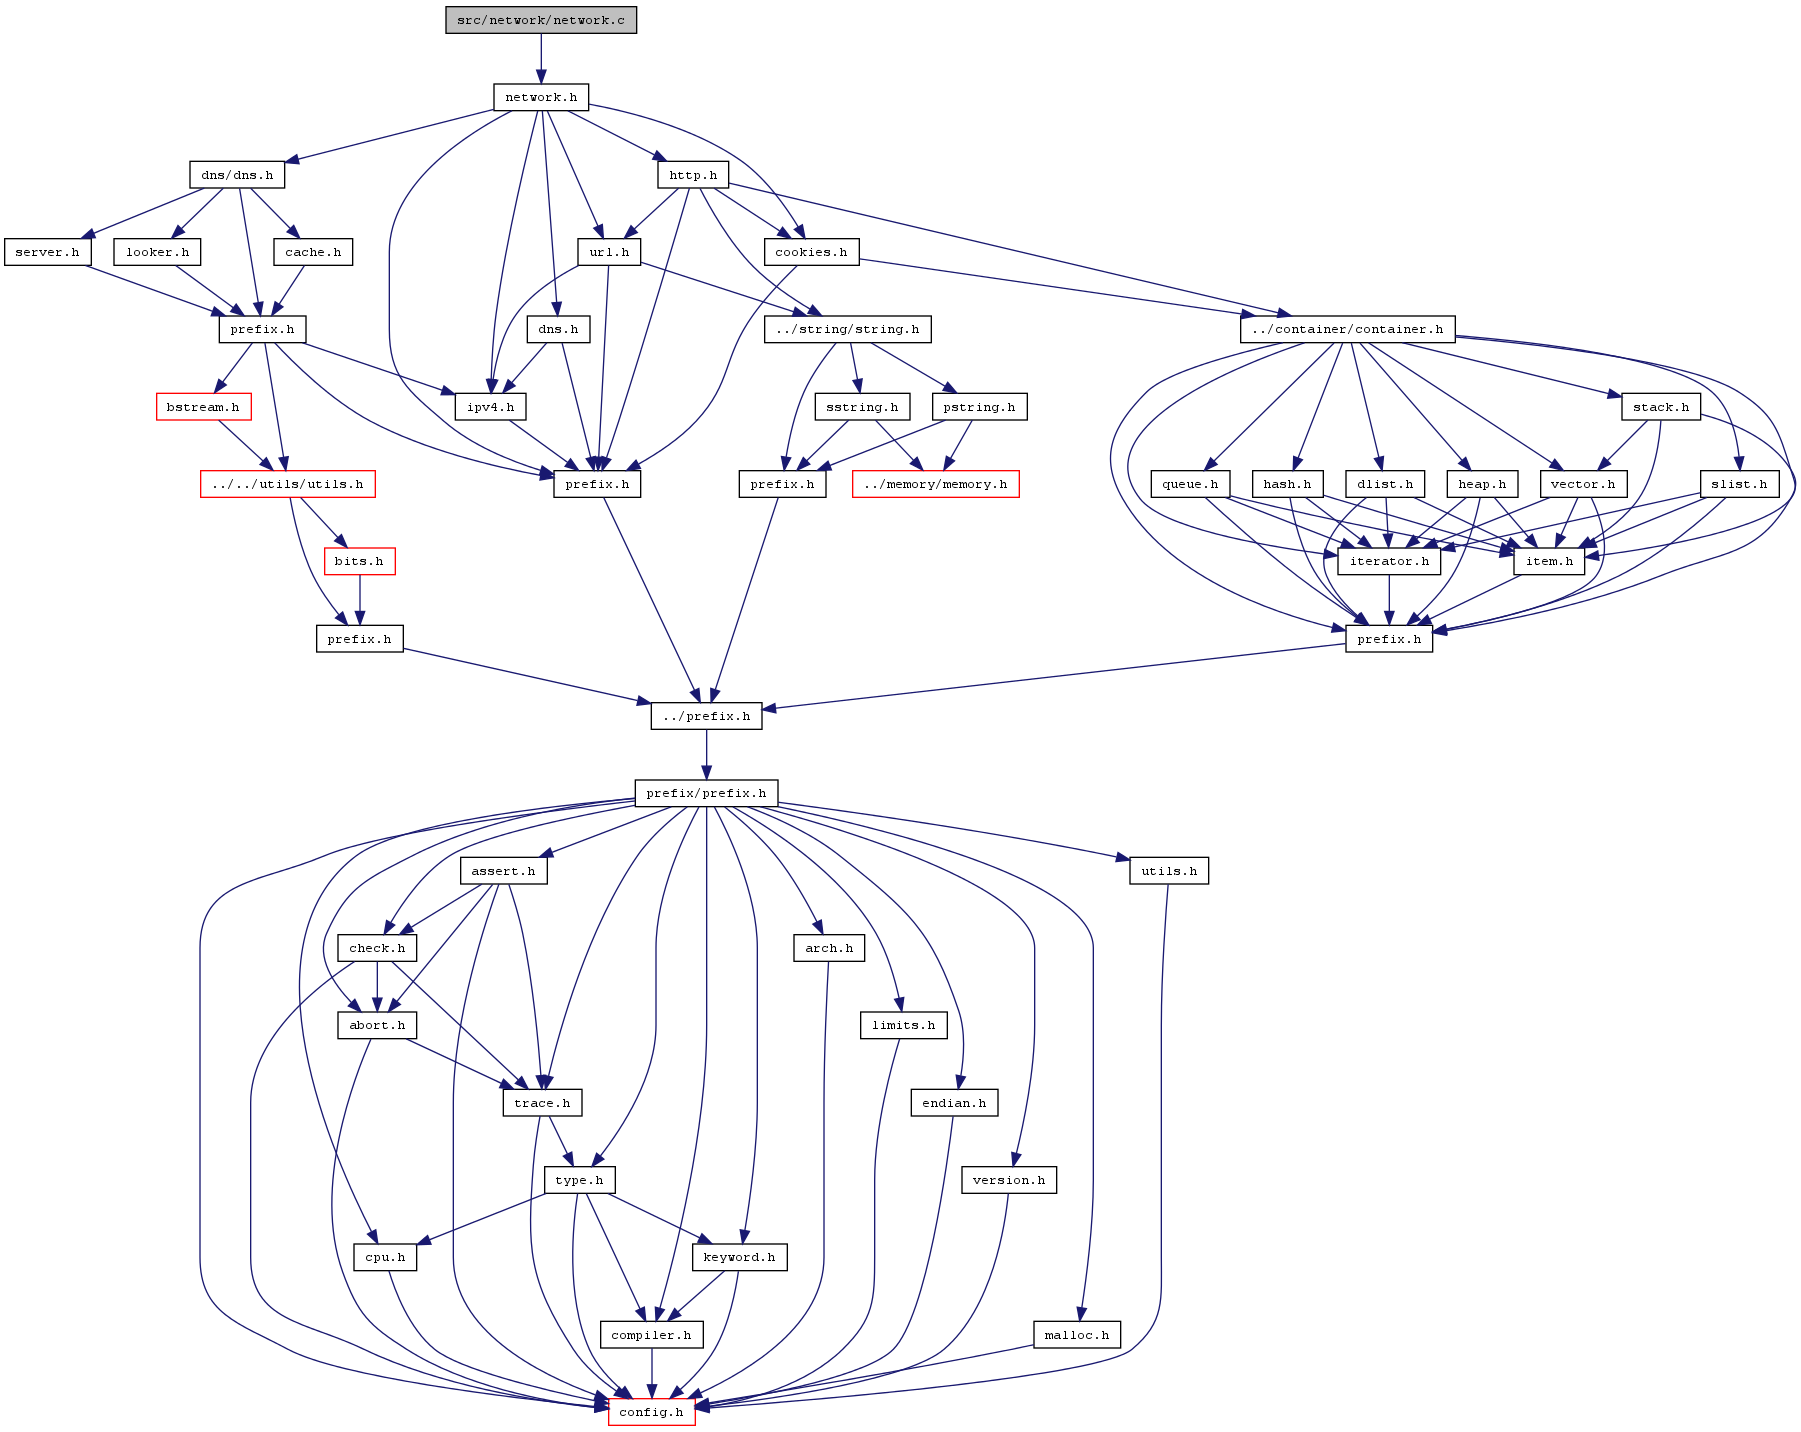 src/network/network.c
network.h
dns/dns.h
http.h
server.h
looker.h
cache.h
url.h
cookies.h
prefix.h
dns.h
../string/string.h
../container/container.h
bstream.h
ipv4.h
sstring.h
pstring.h
stack.h
../../utils/utils.h
prefix.h
prefix.h
../memory/memory.h
queue.h
hash.h
dlist.h
heap.h
vector.h
slist.h
bits.h
iterator.h
item.h
prefix.h
prefix.h
../prefix.h
prefix/prefix.h
assert.h
utils.h
check.h
arch.h
abort.h
limits.h
trace.h
endian.h
type.h
version.h
cpu.h
keyword.h
compiler.h
malloc.h
config.h